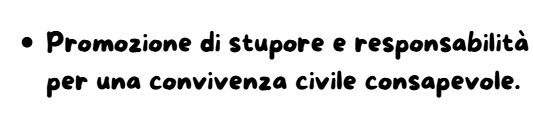 • Promozione di stupore e responsabilità
per una convivenza civile consapevole.